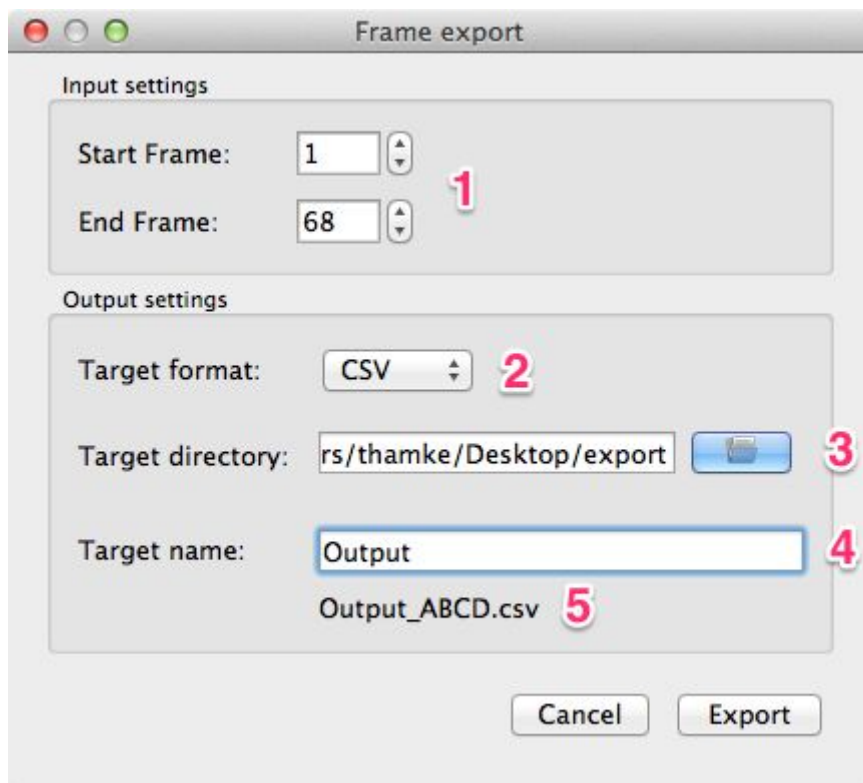 Frame export
Input settings
Start Frame: 1
1
End Frame: 68
Output settings
Target format: CSV 2
Target directory: rs/thamke/Desktop/export 3
Target name: Output 4
Output_ABCD.csv 5
Cancel Export